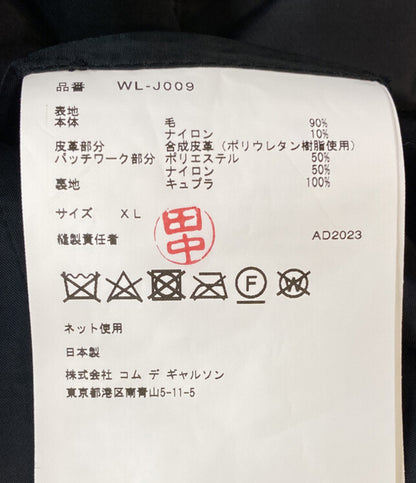 品番 WL-J009
表地
本体 毛 90%
ナイロン 10%
皮革部分 合成皮革（ポリウレタン樹脂使用）
パッチワーク部分 ポリエステル 50%
ナイロン 50%
裏地 キュプラ 100%
サイズ XL
縫製責任者 田中 AD2023
F W
ネット使用
日本製
株式会社 コム デ ギャルソン
東京都港区南青山5-11-5